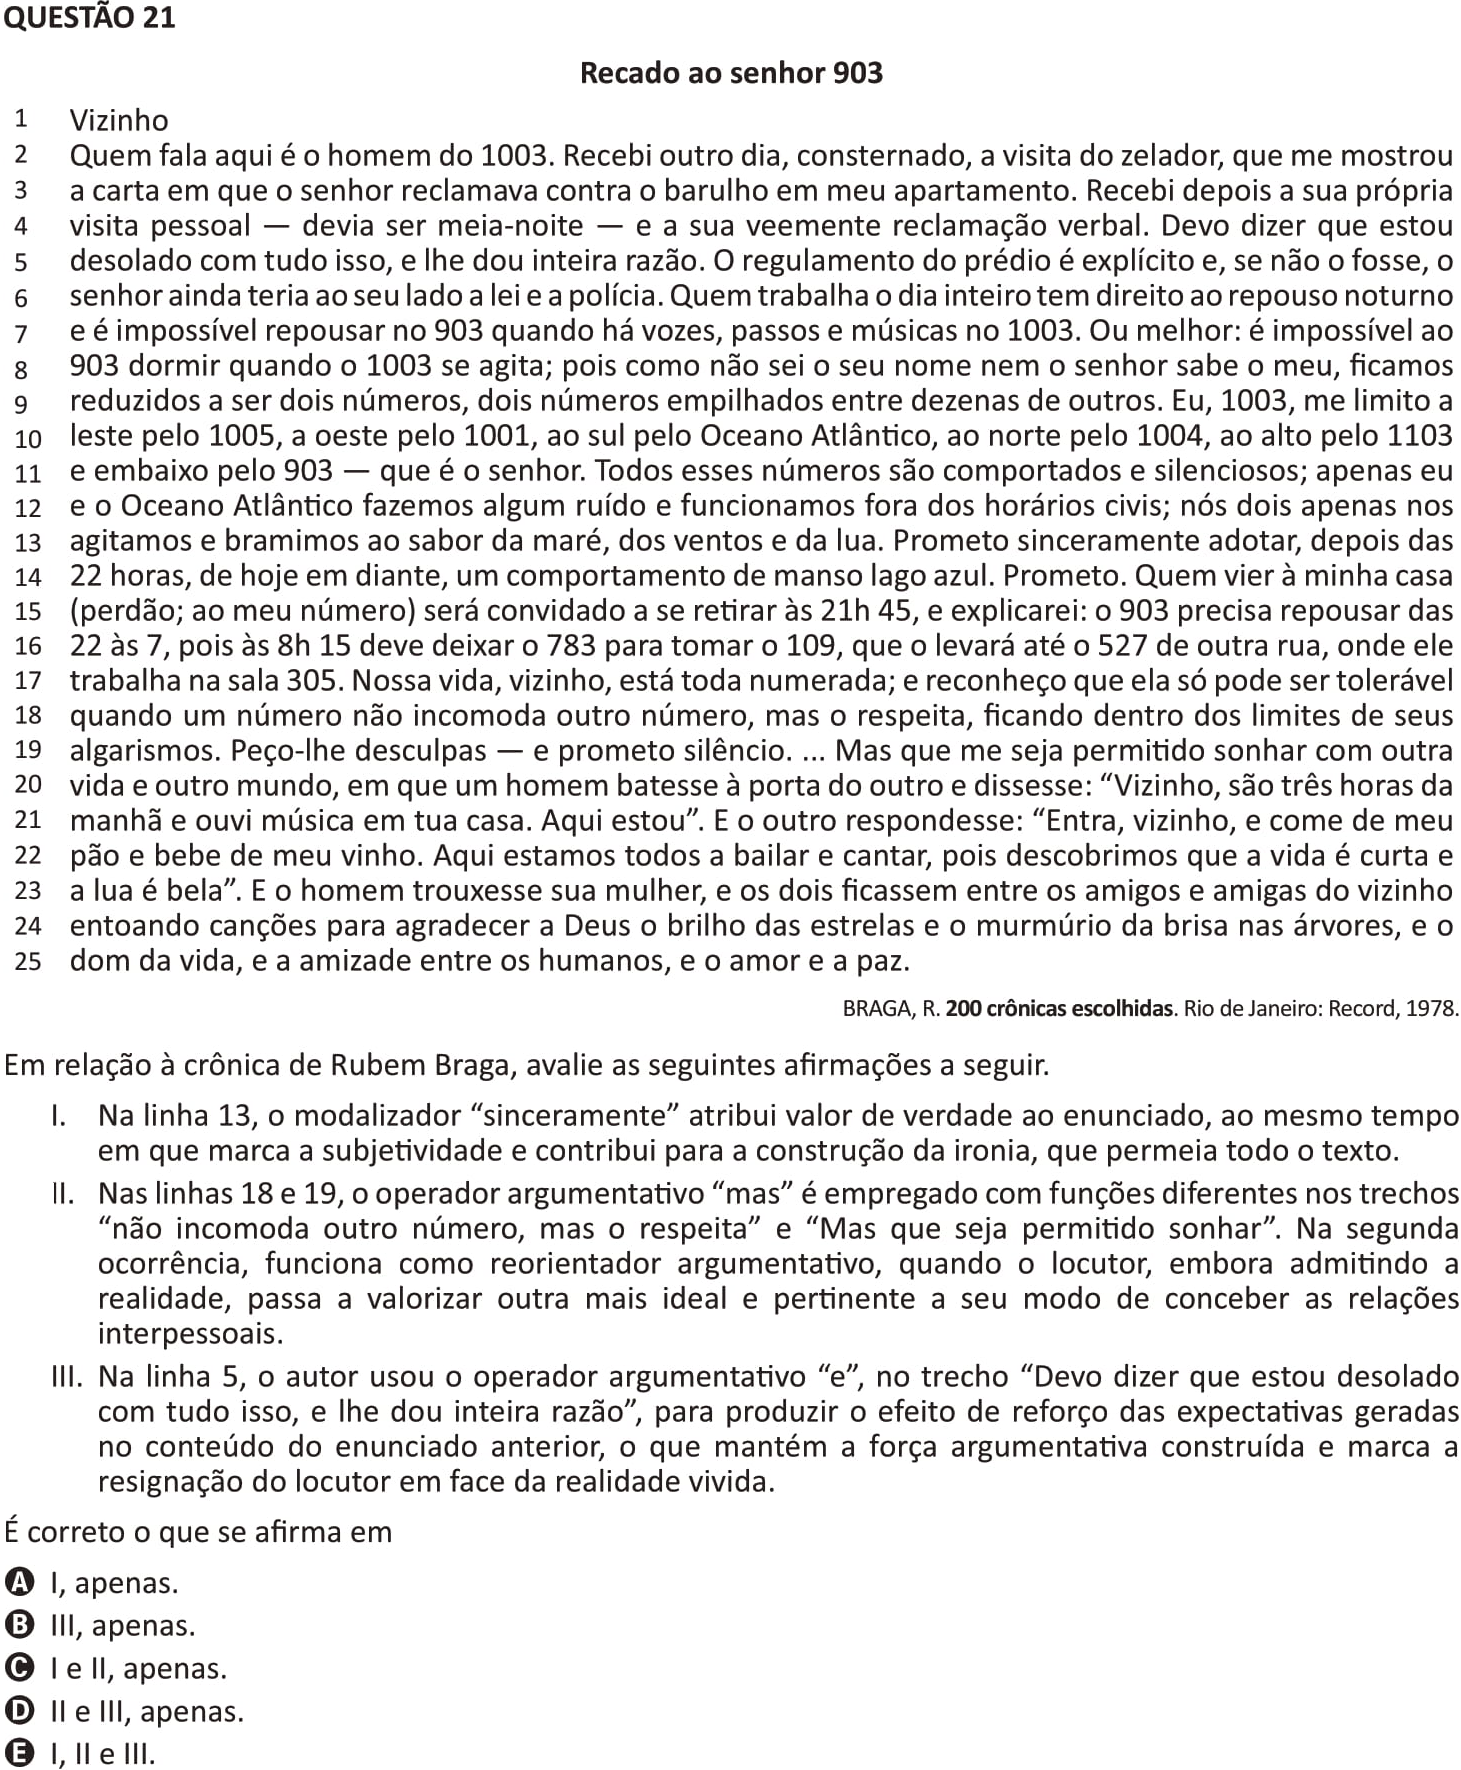 QUESTÃO 21
Recado ao senhor 903
1 Vizinho
2 Quem fala aqui é o homem do 1003. Recebi outro dia, consternado, a visita do zelador, que me mostrou
3 a carta em que o senhor reclamava contra o barulho em meu apartamento. Recebi depois a sua própria
4 visita pessoal — devia ser meia-noite — e a sua veemente reclamação verbal. Devo dizer que estou
5 desolado com tudo isso, e lhe dou inteira razão. O regulamento do prédio é explícito e, se não o fosse, o
6 senhor ainda teria ao seu lado a lei e a polícia. Quem trabalha o dia inteiro tem direito ao repouso noturno
7 e é impossível repousar no 903 quando há vozes, passos e músicas no 1003. Ou melhor: é impossível ao
8 903 dormir quando o 1003 se agita; pois como não sei o seu nome nem o senhor sabe o meu, ficamos
9 reduzidos a ser dois números, dois números empilhados entre dezenas de outros. Eu, 1003, me limito a
10 leste pelo 1005, a oeste pelo 1001, ao sul pelo Oceano Atlântico, ao norte pelo 1004, ao alto pelo 1103
11 e embaixo pelo 903 — que é o senhor. Todos esses números são comportados e silenciosos; apenas eu
12 e o Oceano Atlântico fazemos algum ruído e funcionamos fora dos horários civis; nós dois apenas nos
13 agitamos e bramimos ao sabor da maré, dos ventos e da lua. Prometo sinceramente adotar, depois das
14 22 horas, de hoje em diante, um comportamento de manso lago azul. Prometo. Quem vier à minha casa
15 (perdão; ao meu número) será convidado a se retirar às 21h 45, e explicarei: o 903 precisa repousar das
16 22 às 7, pois às 8h 15 deve deixar o 783 para tomar o 109, que o levará até o 527 de outra rua, onde ele
17 trabalha na sala 305. Nossa vida, vizinho, está toda numerada; e reconheço que ela só pode ser tolerável
18 quando um número não incomoda outro número, mas o respeita, ficando dentro dos limites de seus
19 algarismos. Peço-lhe desculpas — e prometo silêncio. ... Mas que me seja permitido sonhar com outra
20 vida e outro mundo, em que um homem batesse à porta do outro e dissesse: “Vizinho, são três horas da
21 manhã e ouvi música em tua casa. Aqui estou”. E o outro respondesse: “Entra, vizinho, e come de meu
22 pão e bebe de meu vinho. Aqui estamos todos a bailar e cantar, pois descobrimos que a vida é curta e
23 a lua é bela”. E o homem trouxesse sua mulher, e os dois ficassem entre os amigos e amigas do vizinho
24 entoando canções para agradecer a Deus o brilho das estrelas e o murmúrio da brisa nas árvores, e o
25 dom da vida, e a amizade entre os humanos, e o amor e a paz.
BRAGA, R. 200 crônicas escolhidas. Rio de Janeiro: Record, 1978.
Em relação à crônica de Rubem Braga, avalie as seguintes afirmações a seguir.
I. Na linha 13, o modalizador “sinceramente” atribui valor de verdade ao enunciado, ao mesmo tempo
em que marca a subjetividade e contribui para a construção da ironia, que permeia todo o texto.
II. Nas linhas 18 e 19, o operador argumentativo “mas” é empregado com funções diferentes nos trechos
“não incomoda outro número, mas o respeita” e “Mas que seja permitido sonhar”. Na segunda
ocorrência, funciona como reorientador argumentativo, quando o locutor, embora admitindo a
realidade, passa a valorizar outra mais ideal e pertinente a seu modo de conceber as relações
interpessoais.
III. Na linha 5, o autor usou o operador argumentativo “e”, no trecho “Devo dizer que estou desolado
com tudo isso, e lhe dou inteira razão”, para produzir o efeito de reforço das expectativas geradas
no conteúdo do enunciado anterior, o que mantém a força argumentativa construída e marca a
resignação do locutor em face da realidade vivida.
É correto o que se afirma em
A I, apenas.
B III, apenas.
C I e II, apenas.
D II e III, apenas.
E I, II e III.